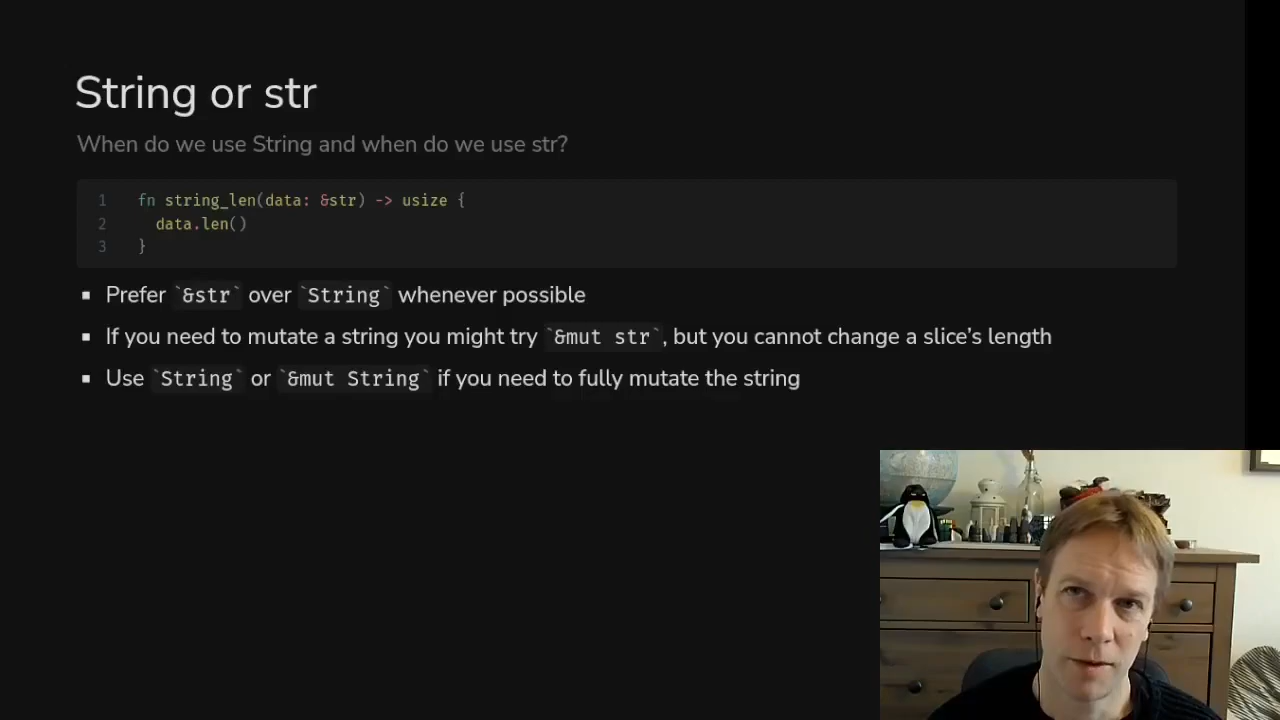 String or str
When do we use String and when do we use str?
1 fn string_len(data: &str) -> usize {
2 data.len()
3 }
▪ Prefer `&str` over `String` whenever possible
▪ If you need to mutate a string you might try `&mut str`, but you cannot change a slice’s length
▪ Use `String` or `&mut String` if you need to fully mutate the string